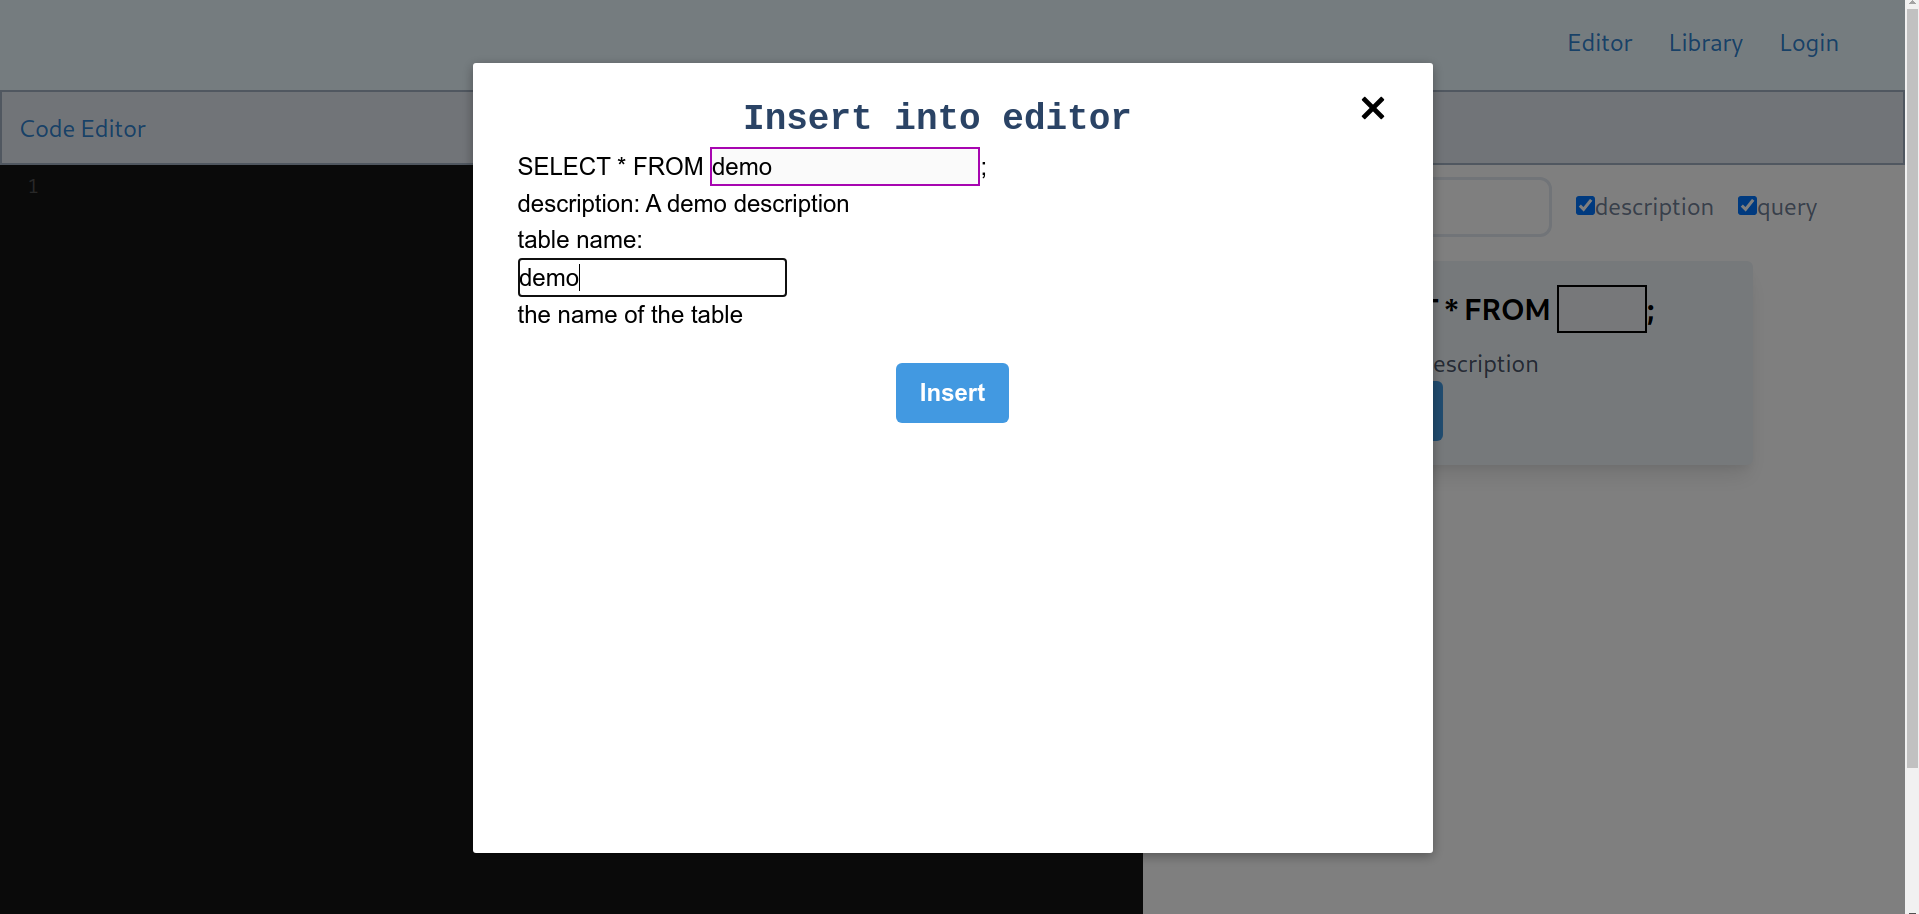 Editor Library Login
Code Editor
1
Insert into editor
SELECT * FROM demo ;
description: A demo description
table name:
demo
the name of the table
Insert
description query
* FROM ;
escription